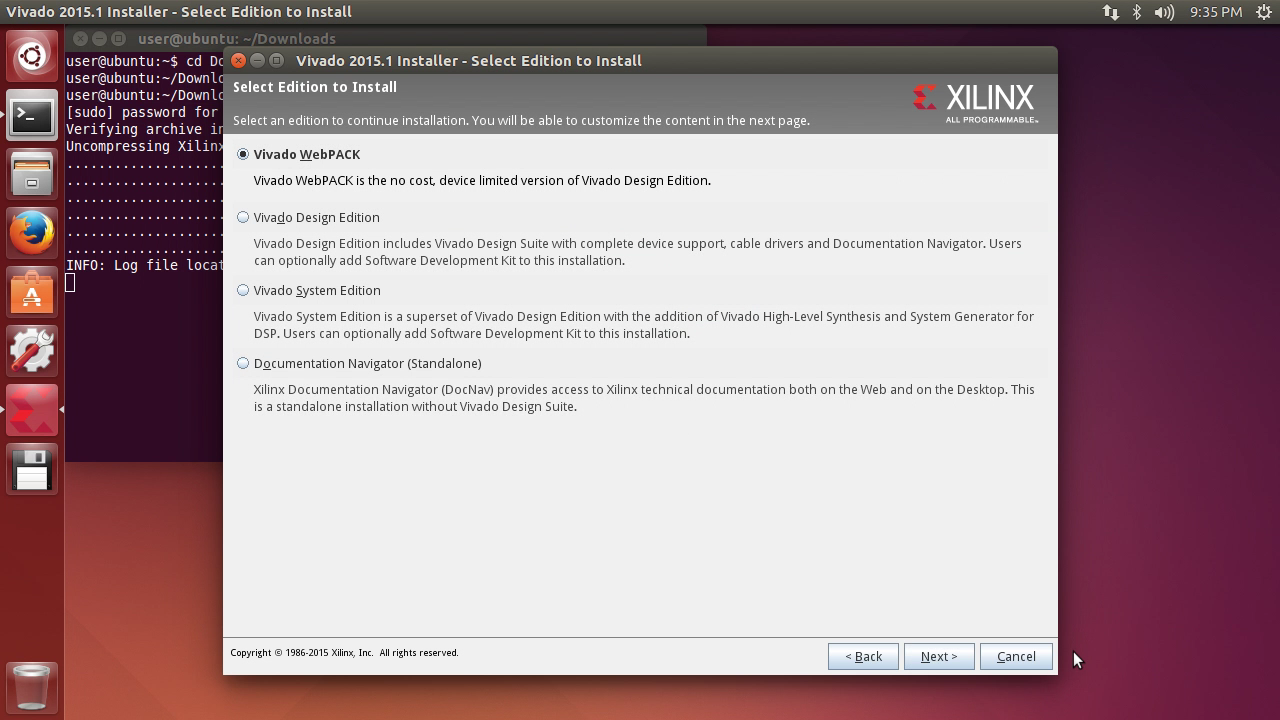 Vivado 2015.1 Installer - Select Edition to Install
9:35 PM
user@ubuntu: ~/Downloads
user@ubuntu:~$ cd Do
user@ubuntu:~/Downlo
user@ubuntu:~/Downlo
[sudo] password for
Verifying archive in
Uncompressing Xilinx
....................
....................
....................
....................
....................
....................
INFO: Log file locat
Vivado 2015.1 Installer - Select Edition to Install
Select Edition to Install
Select an edition to continue installation. You will be able to customize the content in the next page.
XILINX
ALL PROGRAMMABLE™
Vivado WebPACK
Vivado WebPACK is the no cost, device limited version of Vivado Design Edition.
Vivado Design Edition
Vivado Design Edition includes Vivado Design Suite with complete device support, cable drivers and Documentation Navigator. Users
can optionally add Software Development Kit to this installation.
Vivado System Edition
Vivado System Edition is a superset of Vivado Design Edition with the addition of Vivado High-Level Synthesis and System Generator for
DSP. Users can optionally add Software Development Kit to this installation.
Documentation Navigator (Standalone)
Xilinx Documentation Navigator (DocNav) provides access to Xilinx technical documentation both on the Web and on the Desktop. This
is a standalone installation without Vivado Design Suite.
Copyright © 1986-2015 Xilinx, Inc. All rights reserved.
< Back
Next >
Cancel